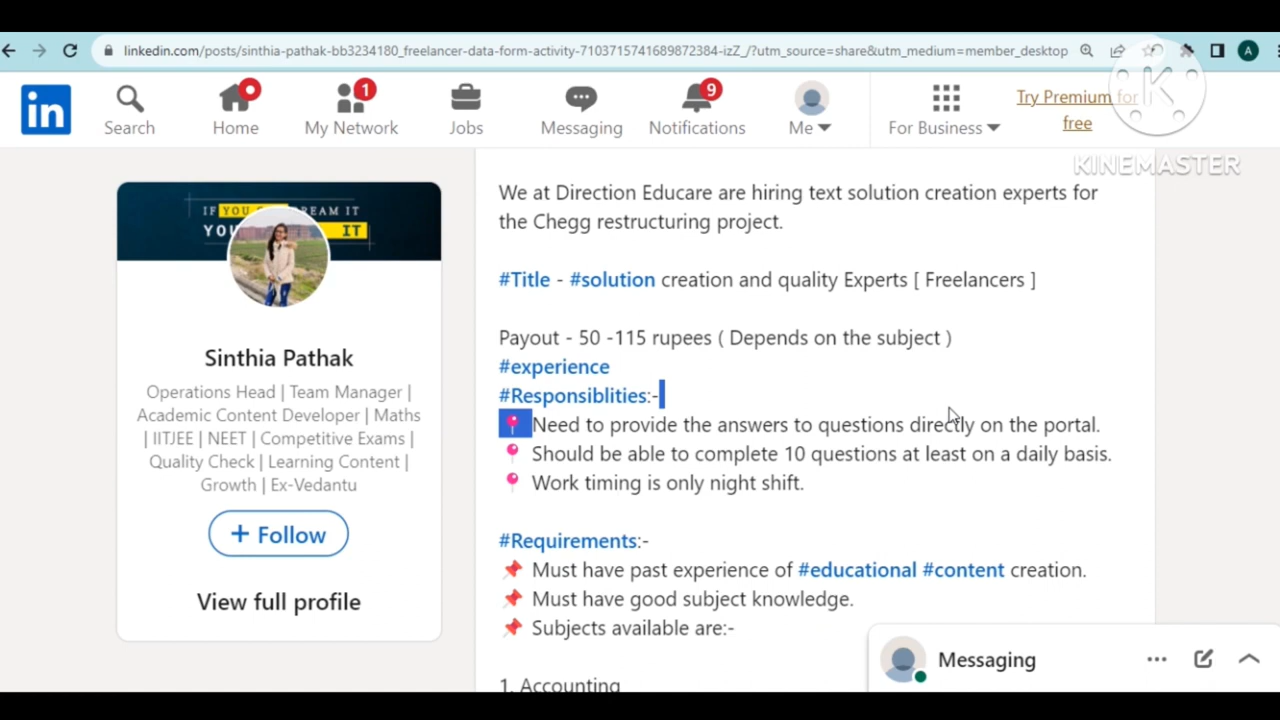 linkedin.com/posts/sinthia-pathak-bb3234180_freelancer-data-form-activity-7103715741689872384-izZ_/?utm_source=share&utm_medium=member_desktop
A
in
Search
Home
1
My Network
Jobs
Messaging
9
Notifications
Me
For Business
Try Premium for
free
K
KINEMASTER
IF YOU DREAM IT
YOU IT
Sinthia Pathak
Operations Head | Team Manager |
Academic Content Developer | Maths
| IITJEE | NEET | Competitive Exams |
Quality Check | Learning Content |
Growth | Ex-Vedantu
+ Follow
View full profile
We at Direction Educare are hiring text solution creation experts for
the Chegg restructuring project.
#Title - #solution creation and quality Experts [ Freelancers ]
Payout - 50 -115 rupees ( Depends on the subject )
#experience
#Responsiblities:-
Need to provide the answers to questions directly on the portal.
Should be able to complete 10 questions at least on a daily basis.
Work timing is only night shift.
#Requirements:-
Must have past experience of #educational #content creation.
Must have good subject knowledge.
Subjects available are:-
1. Accounting
Messaging